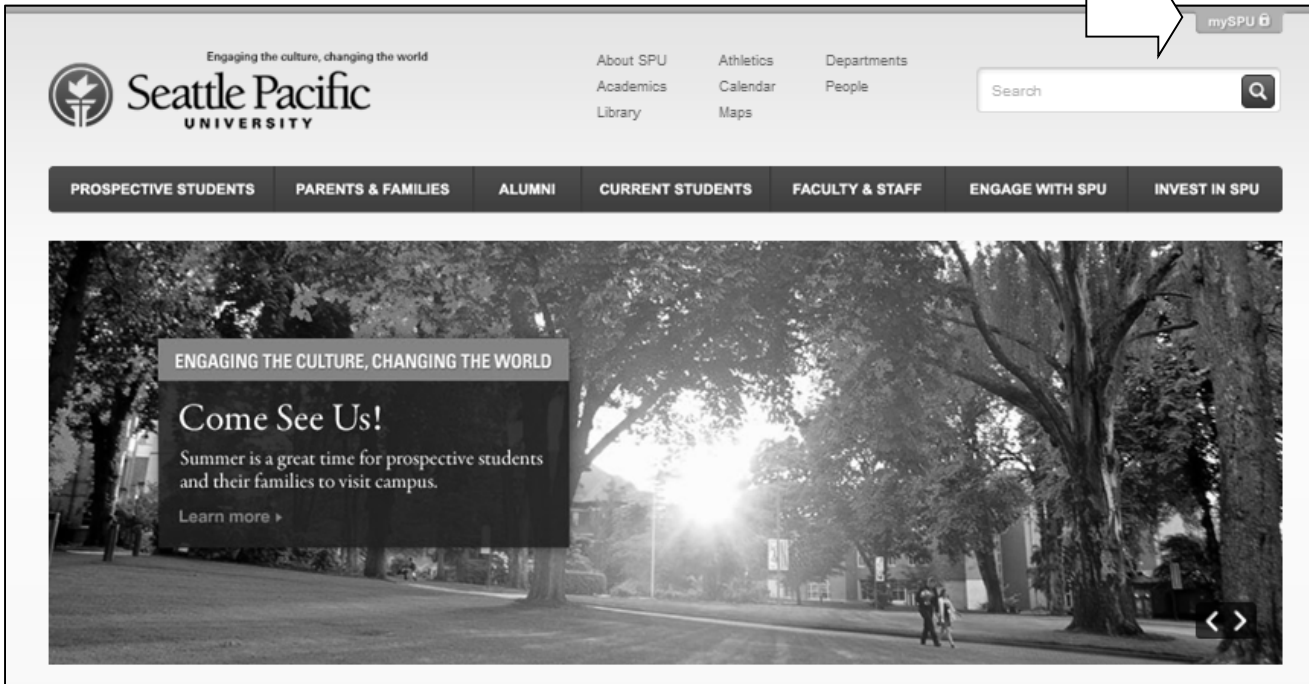 mySPU
Engaging the culture, changing the world
Seattle Pacific
UNIVERSITY
About SPU
Academics
Library
Athletics
Calendar
Maps
Departments
People
Search
PROSPECTIVE STUDENTS PARENTS & FAMILIES ALUMNI CURRENT STUDENTS FACULTY & STAFF ENGAGE WITH SPU INVEST IN SPU
ENGAGING THE CULTURE, CHANGING THE WORLD
Come See Us!
Summer is a great time for prospective students
and their families to visit campus.
Learn more